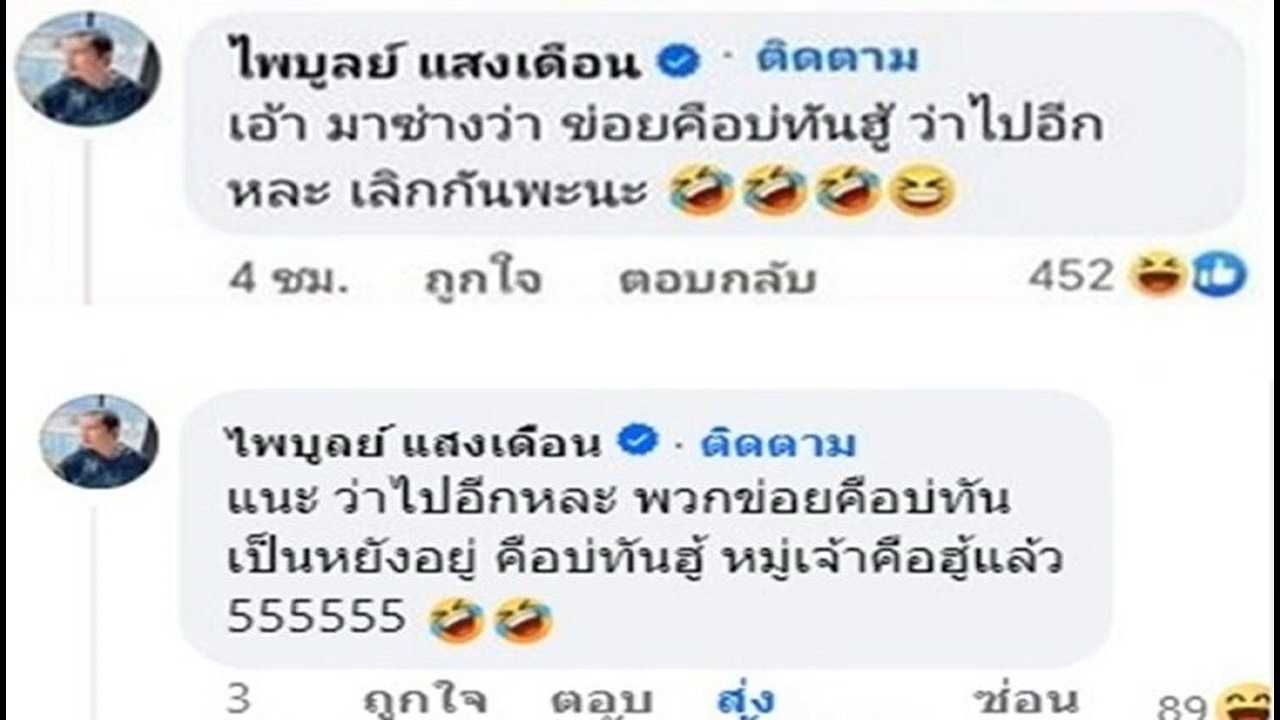 ไพบูลย์ แสงเดือน · ติดตาม
เอ้า มาซ่างว่า ข่อยคือบ่ทันฮู้ ว่าไปอีก
หละ เลิกกันพะนะ 🤣🤣🤣😆
4 ชม. ถูกใจ ตอบกลับ 452
ไพบูลย์ แสงเดือน · ติดตาม
แนะ ว่าไปอีกหละ พวกข่อยคือบ่ทัน
เป็นหยังอยู่ คือบ่ทันฮู้ หมู่เจ้าคือฮู้แล้ว
555555 🤣🤣
3 ถูกใจ ตอบ ส่ง ซ่อน 89